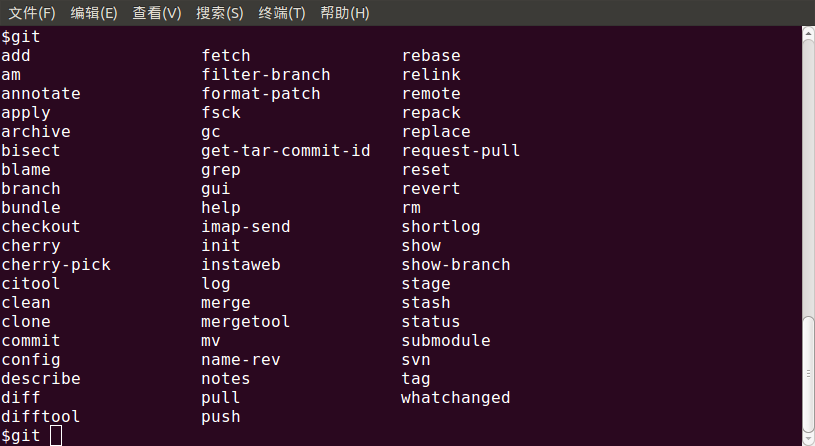 文件(F) 编辑(E) 查看(V) 搜索(S) 终端(T) 帮助(H)
$git
add fetch rebase
am filter-branch relink
annotate format-patch remote
apply fsck repack
archive gc replace
bisect get-tar-commit-id request-pull
blame grep reset
branch gui revert
bundle help rm
checkout imap-send shortlog
cherry init show
cherry-pick instaweb show-branch
citool log stage
clean merge stash
clone mergetool status
commit mv submodule
config name-rev svn
describe notes tag
diff pull whatchanged
difftool push
$git